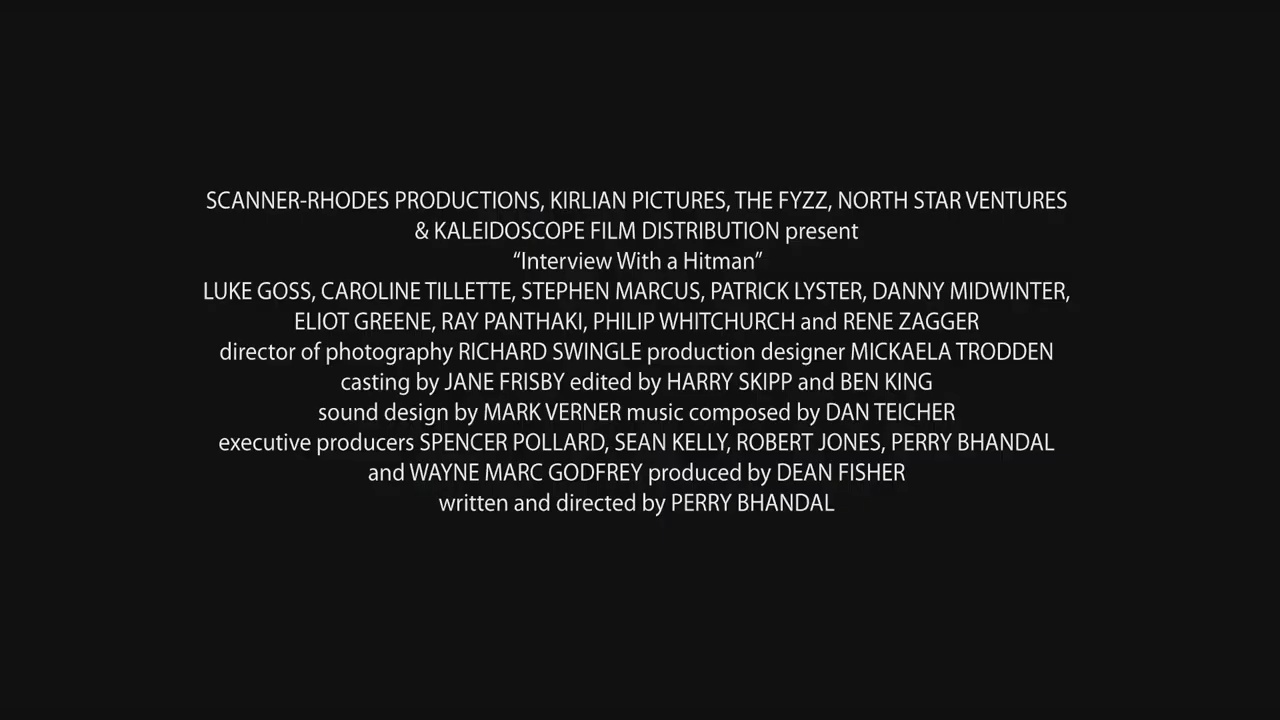 SCANNER-RHODES PRODUCTIONS, KIRLIAN PICTURES, THE FYZZ, NORTH STAR VENTURES
& KALEIDOSCOPE FILM DISTRIBUTION present
“Interview With a Hitman”
LUKE GOSS, CAROLINE TILLETTE, STEPHEN MARCUS, PATRICK LYSTER, DANNY MIDWINTER,
ELIOT GREENE, RAY PANTHAKI, PHILIP WHITCHURCH and RENE ZAGGER
director of photography RICHARD SWINGLE production designer MICKAELA TRODDEN
casting by JANE FRISBY edited by HARRY SKIPP and BEN KING
sound design by MARK VERNER music composed by DAN TEICHER
executive producers SPENCER POLLARD, SEAN KELLY, ROBERT JONES, PERRY BHANDAL
and WAYNE MARC GODFREY produced by DEAN FISHER
written and directed by PERRY BHANDAL